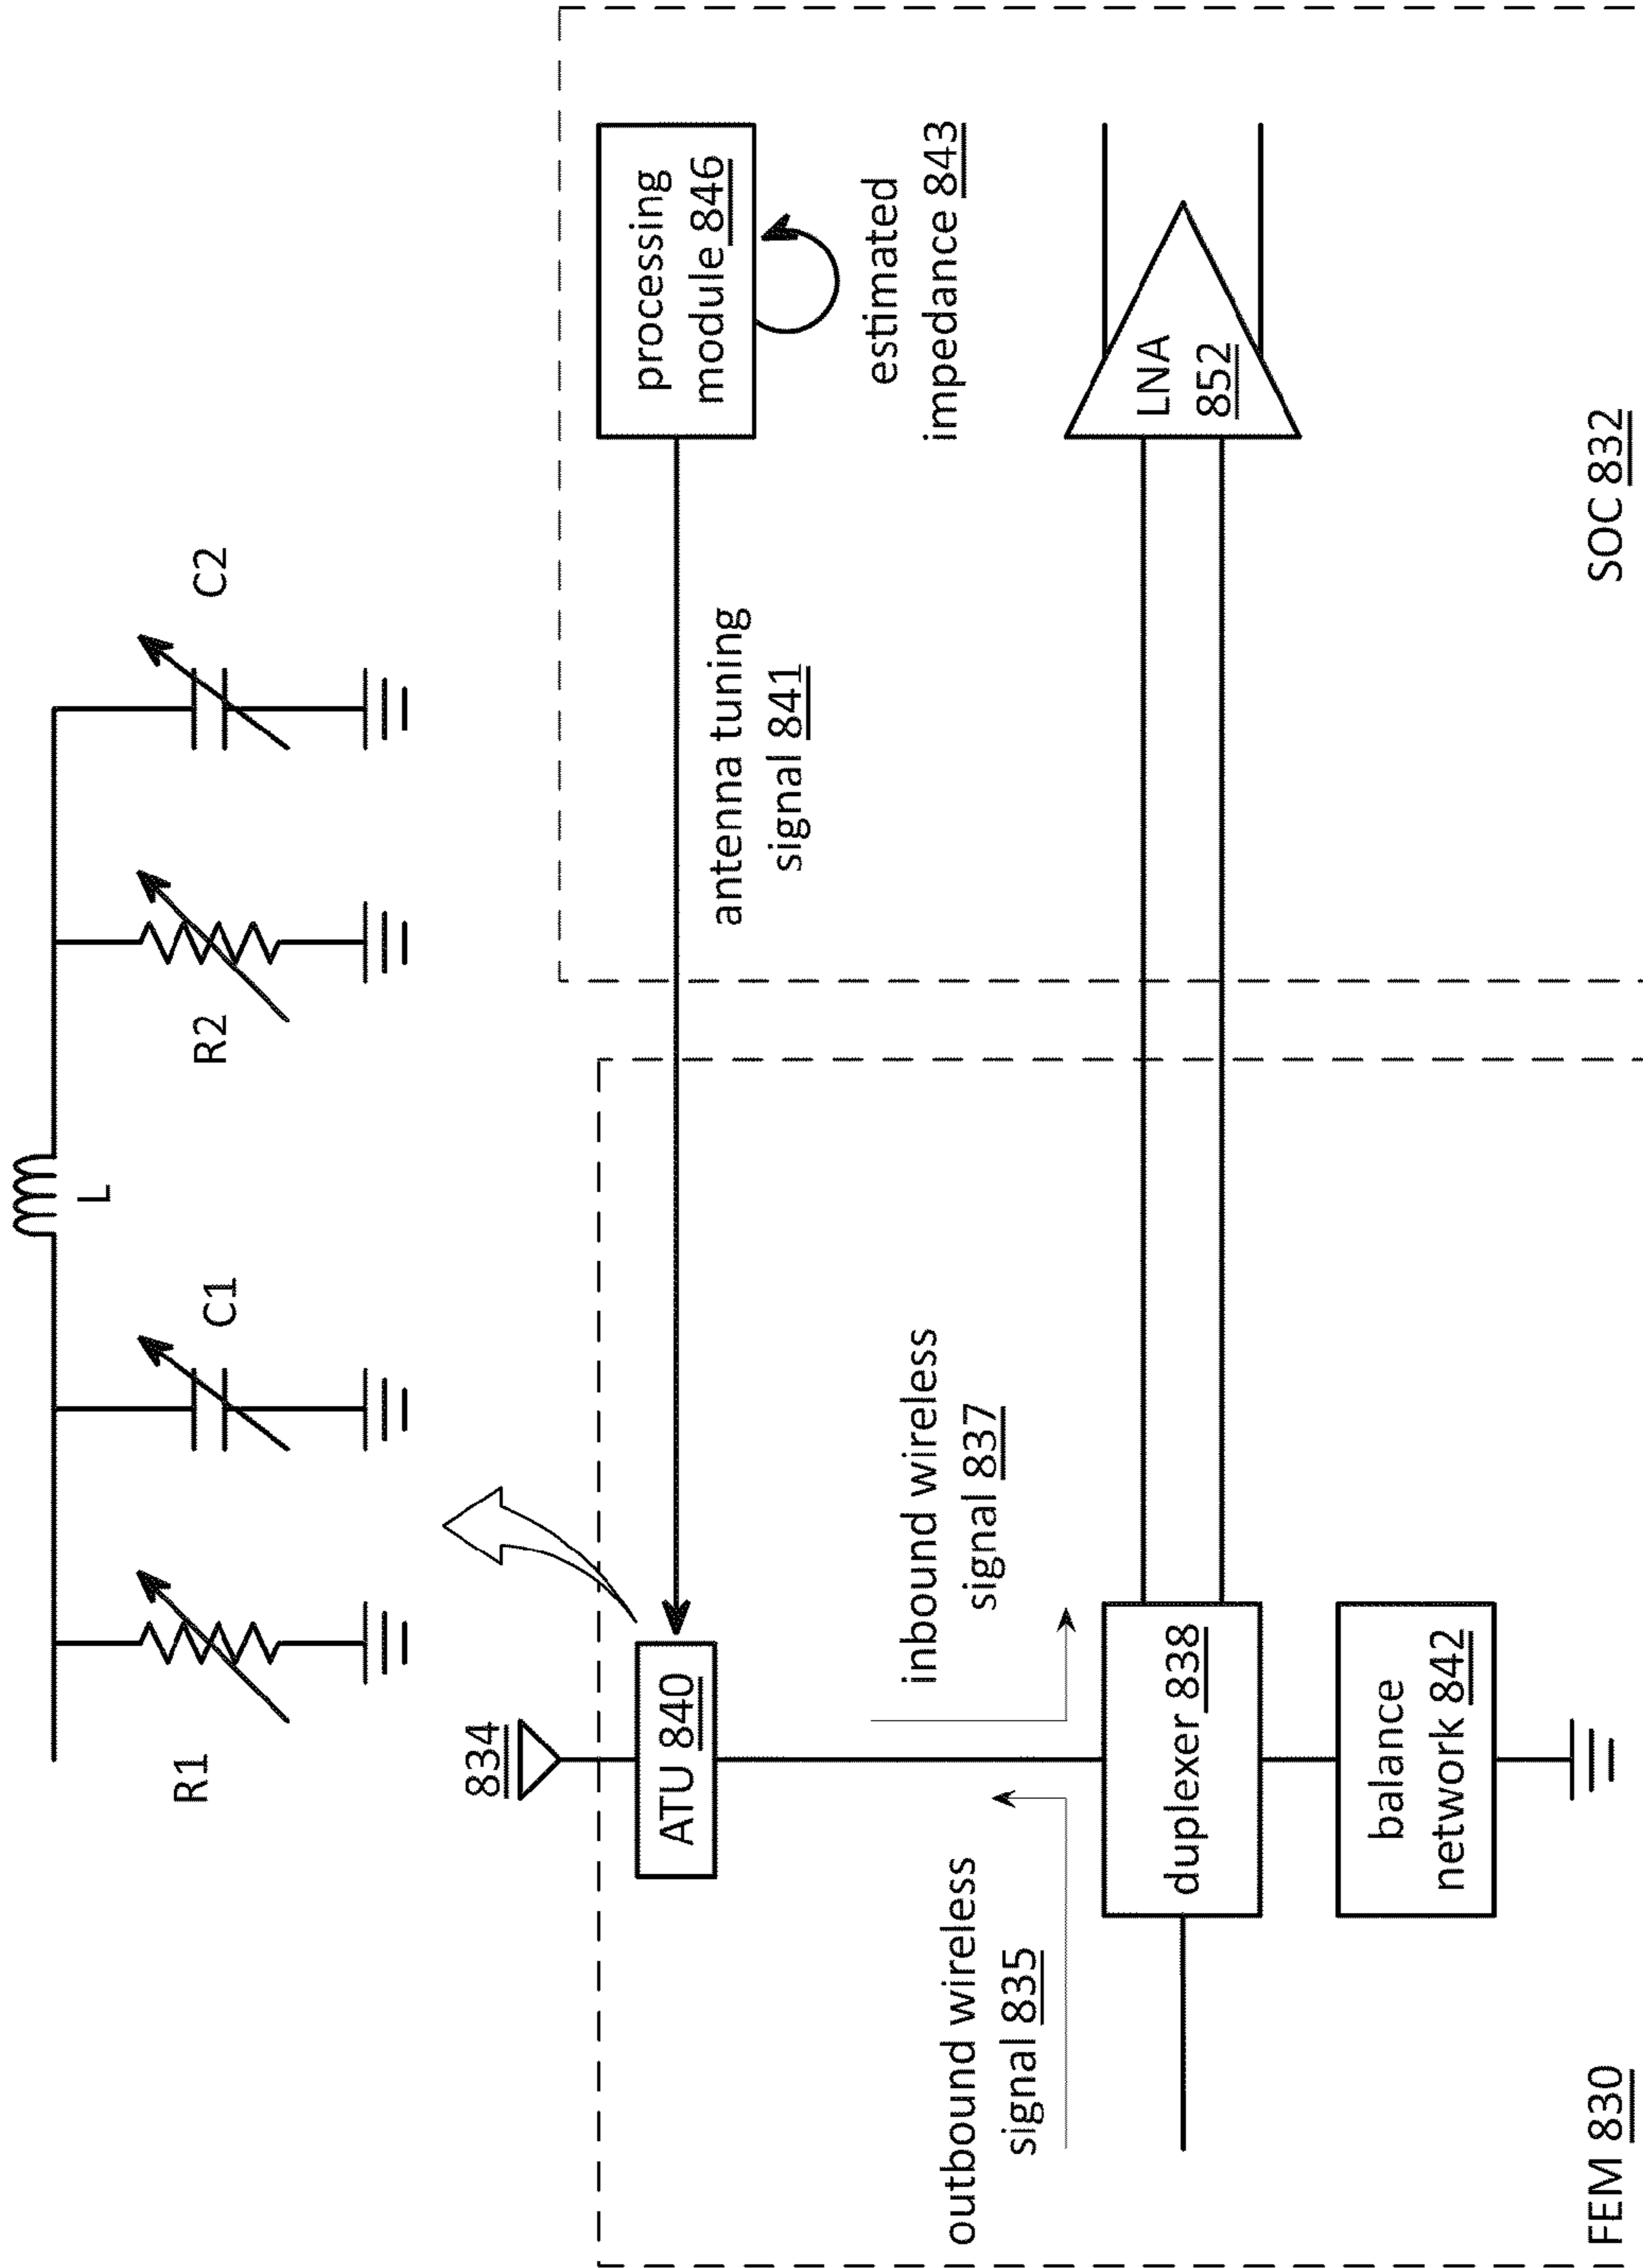 L
R1
C1
R2
C2
834
ATU 840
antenna tuning
signal 841
processing
module 846
estimated
impedance 843
outbound wireless
signal 835
inbound wireless
signal 837
duplexer 838
LNA
852
balance
network 842
FEM 830
SOC 832